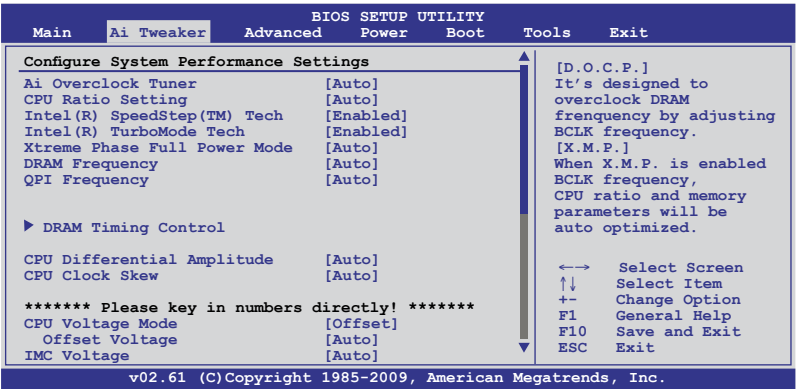 BIOS SETUP UTILITY
Main Ai Tweaker Advanced Power Boot Tools Exit
Configure System Performance Settings
Ai Overclock Tuner [Auto]
CPU Ratio Setting [Auto]
Intel(R) SpeedStep(TM) Tech [Enabled]
Intel(R) TurboMode Tech [Enabled]
Xtreme Phase Full Power Mode [Auto]
DRAM Frequency [Auto]
QPI Frequency [Auto]
DRAM Timing Control
CPU Differential Amplitude [Auto]
CPU Clock Skew [Auto]
******* Please key in numbers directly! *******
CPU Voltage Mode [Offset]
Offset Voltage [Auto]
IMC Voltage [Auto]
[D.O.C.P.]
It's designed to
overclock DRAM
frenquency by adjusting
BCLK frequency.
[X.M.P.]
When X.M.P. is enabled
BCLK frequency,
CPU ratio and memory
parameters will be
auto optimized.
←→ Select Screen
↑↓ Select Item
+- Change Option
F1 General Help
F10 Save and Exit
ESC Exit
v02.61 (C)Copyright 1985-2009, American Megatrends, Inc.